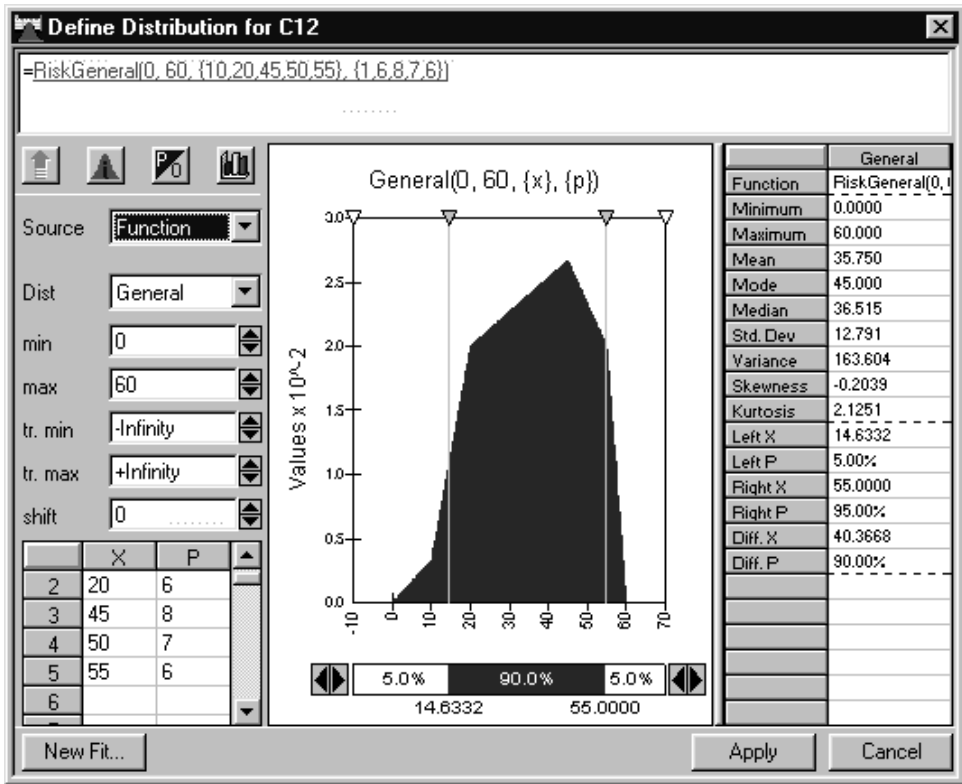 Define Distribution for C12
=RiskGeneral(0, 60, {10,20,45,50,55}, {1,6,8,7,6})
Source Function
Dist General
min 0
max 60
tr. min -Infinity
tr. max +Infinity
shift 0
X P
2 20 6
3 45 8
4 50 7
5 55 6
6
General(0, 60, {x}, {p})
Values x 10^-2
3.0
2.5
2.0
1.5
1.0
0.5
0.0
-10 0 10 20 30 40 50 60 70
5.0% 90.0% 5.0%
14.6332 55.0000
General
Function RiskGeneral(0,
Minimum 0.0000
Maximum 60.000
Mean 35.750
Mode 45.000
Median 36.515
Std. Dev 12.791
Variance 163.604
Skewness -0.2039
Kurtosis 2.1251
Left X 14.6332
Left P 5.00%
Right X 55.0000
Right P 95.00%
Diff. X 40.3668
Diff. P 90.00%
New Fit... Apply Cancel